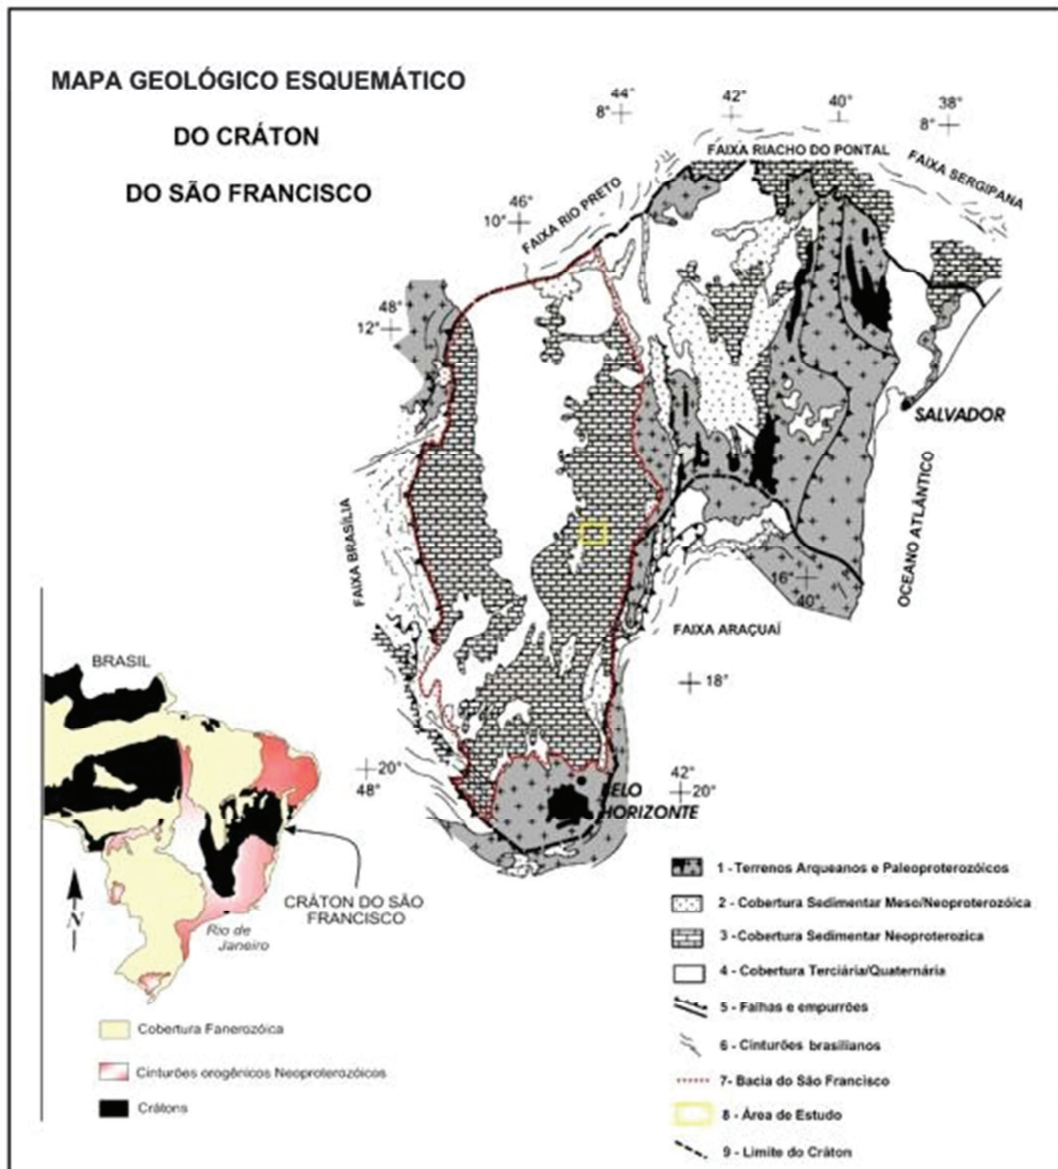 MAPA GEOLÓGICO ESQUEMÁTICO
DO CRÁTON
DO SÃO FRANCISCO
44°
8°
42°
40°
38°
8°
FAIXA RIACHO DO PONTAL
FAIXA SERGIPANA
46°
10°
FAIXA RIO PRETO
48°
12°
SALVADOR
OCEANO ATLÂNTICO
FAIXA BRASÍLIA
16°
40°
FAIXA ARAÇUAÍ
18°
20°
48°
42°
20°
BELO
HORIZONTE
BRASIL
CRÁTON DO SÃO
FRANCISCO
N
Rio de
Janeiro
Cobertura Fanerozóica
Cinturões orogênicos Neoproterozóicos
Crátons
1 - Terrenos Arqueanos e Paleoproterozóicos
2 - Cobertura Sedimentar Meso/Neoproterozóica
3 -Cobertura Sedimentar Neoproterozica
4 - Cobertura Terciária/Quaternária
5 - Falhas e empurrões
6 - Cinturões brasilianos
7- Bacia do São Francisco
8 - Área de Estudo
9 - Limite do Cráton